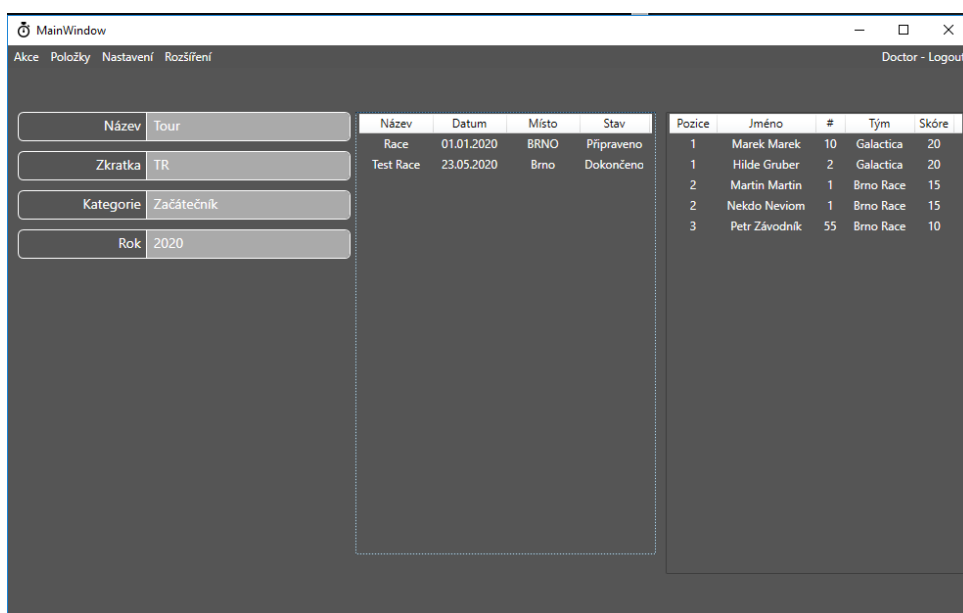 MainWindow
Akce Položky Nastavení Rozšíření Doctor - Logout
Název Tour
Zkratka TR
Kategorie Začátečník
Rok 2020
Název Datum Místo Stav
Race 01.01.2020 BRNO Připraveno
Test Race 23.05.2020 Brno Dokončeno
Pozice Jméno # Tým Skóre
1 Marek Marek 10 Galactica 20
1 Hilde Gruber 2 Galactica 20
2 Martin Martin 1 Brno Race 15
2 Nekdo Neviom 1 Brno Race 15
3 Petr Závodník 55 Brno Race 10